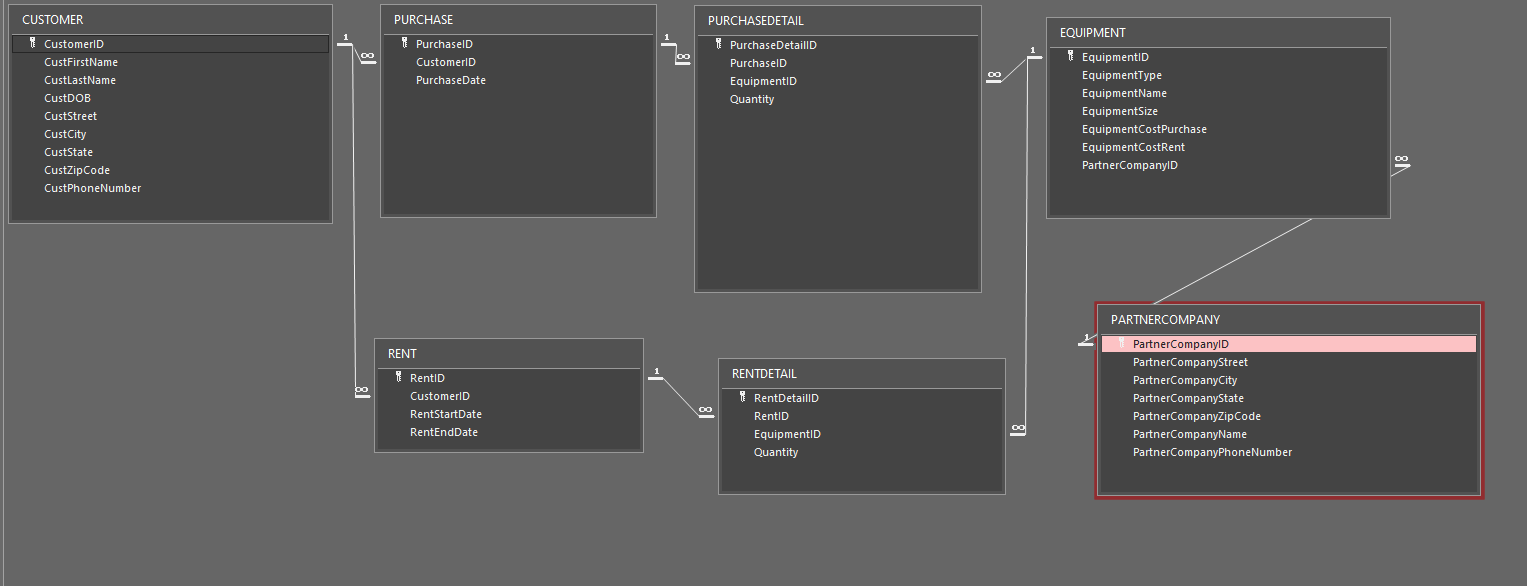 CUSTOMER
CustomerID
CustFirstName
CustLastName
CustDOB
CustStreet
CustCity
CustState
CustZipCode
CustPhoneNumber
1
∞
PURCHASE
PurchaseID
CustomerID
PurchaseDate
1
∞
PURCHASEDETAIL
PurchaseDetailID
PurchaseID
EquipmentID
Quantity
∞
1
EQUIPMENT
EquipmentID
EquipmentType
EquipmentName
EquipmentSize
EquipmentCostPurchase
EquipmentCostRent
PartnerCompanyID
∞
∞
RENT
RentID
CustomerID
RentStartDate
RentEndDate
1
∞
RENTDETAIL
RentDetailID
RentID
EquipmentID
Quantity
∞
1
PARTNERCOMPANY
PartnerCompanyID
PartnerCompanyStreet
PartnerCompanyCity
PartnerCompanyState
PartnerCompanyZipCode
PartnerCompanyName
PartnerCompanyPhoneNumber